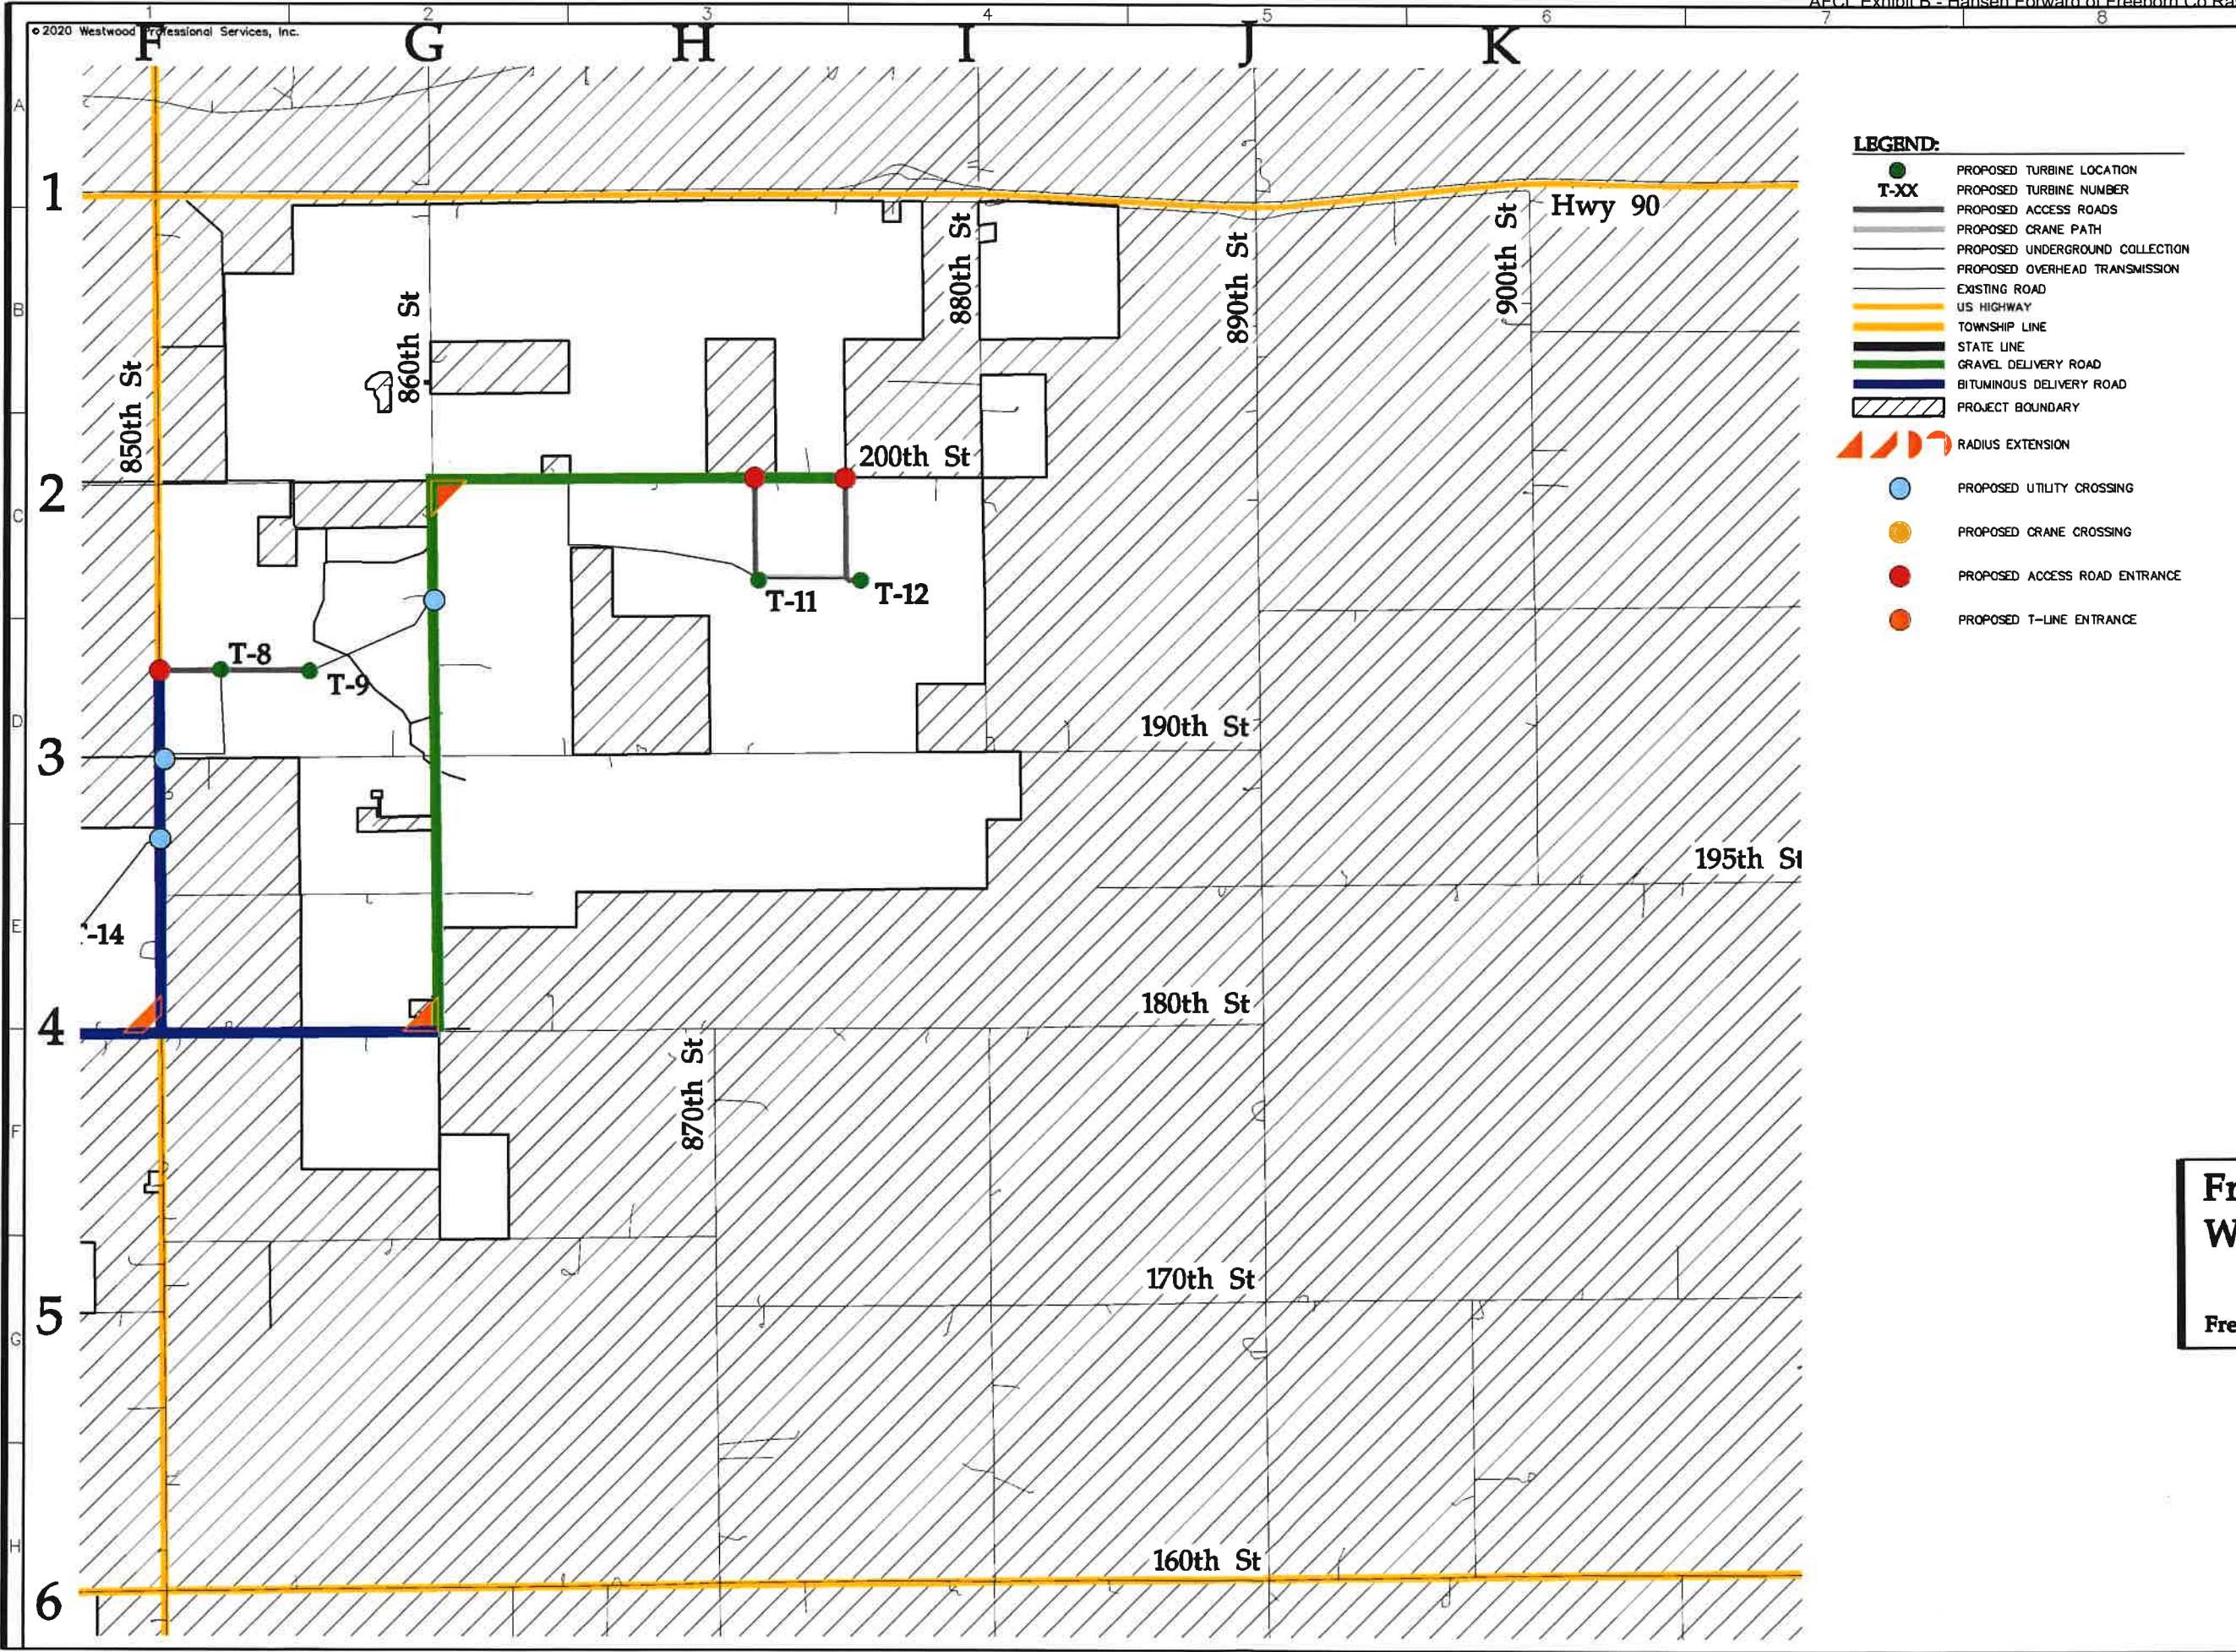 1 2 3 4 5 6 7 8
© 2020 Westwood Professional Services, Inc.
F G H I J K
A
B
C
D
E
F
G
H
1
2
3
4
5
6
Hwy 90
850th St
860th St
880th St
890th St
900th St
200th St
T-11
T-12
T-8
T-9
190th St
195th St
-14
180th St
870th St
170th St
160th St
LEGEND:
PROPOSED TURBINE LOCATION
T-XX PROPOSED TURBINE NUMBER
PROPOSED ACCESS ROADS
PROPOSED CRANE PATH
PROPOSED UNDERGROUND COLLECTION
PROPOSED OVERHEAD TRANSMISSION
EXISTING ROAD
US HIGHWAY
TOWNSHIP LINE
STATE LINE
GRAVEL DELIVERY ROAD
BITUMINOUS DELIVERY ROAD
PROJECT BOUNDARY
RADIUS EXTENSION
PROPOSED UTILITY CROSSING
PROPOSED CRANE CROSSING
PROPOSED ACCESS ROAD ENTRANCE
PROPOSED T-LINE ENTRANCE
Fr
W
Fre